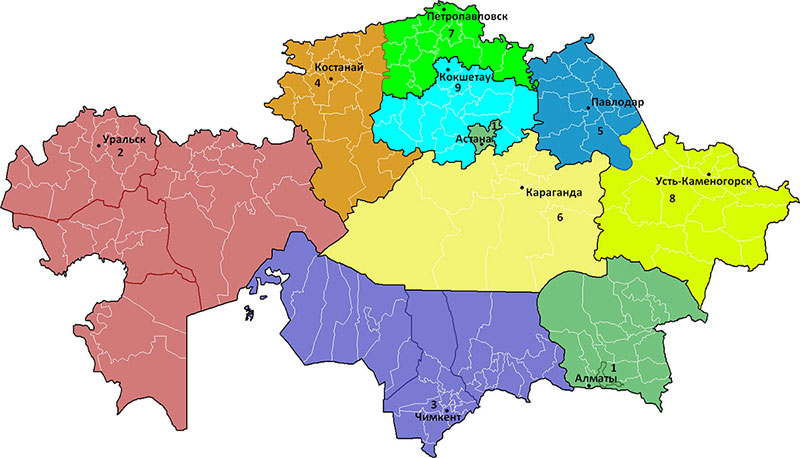 Петропавловск
7
Костанай
4
Кокшетау
9
Павлодар
5
1
Астана
Уральск
2
Усть-Каменогорск
8
Караганда
6
1
Алматы
3
Чимкент